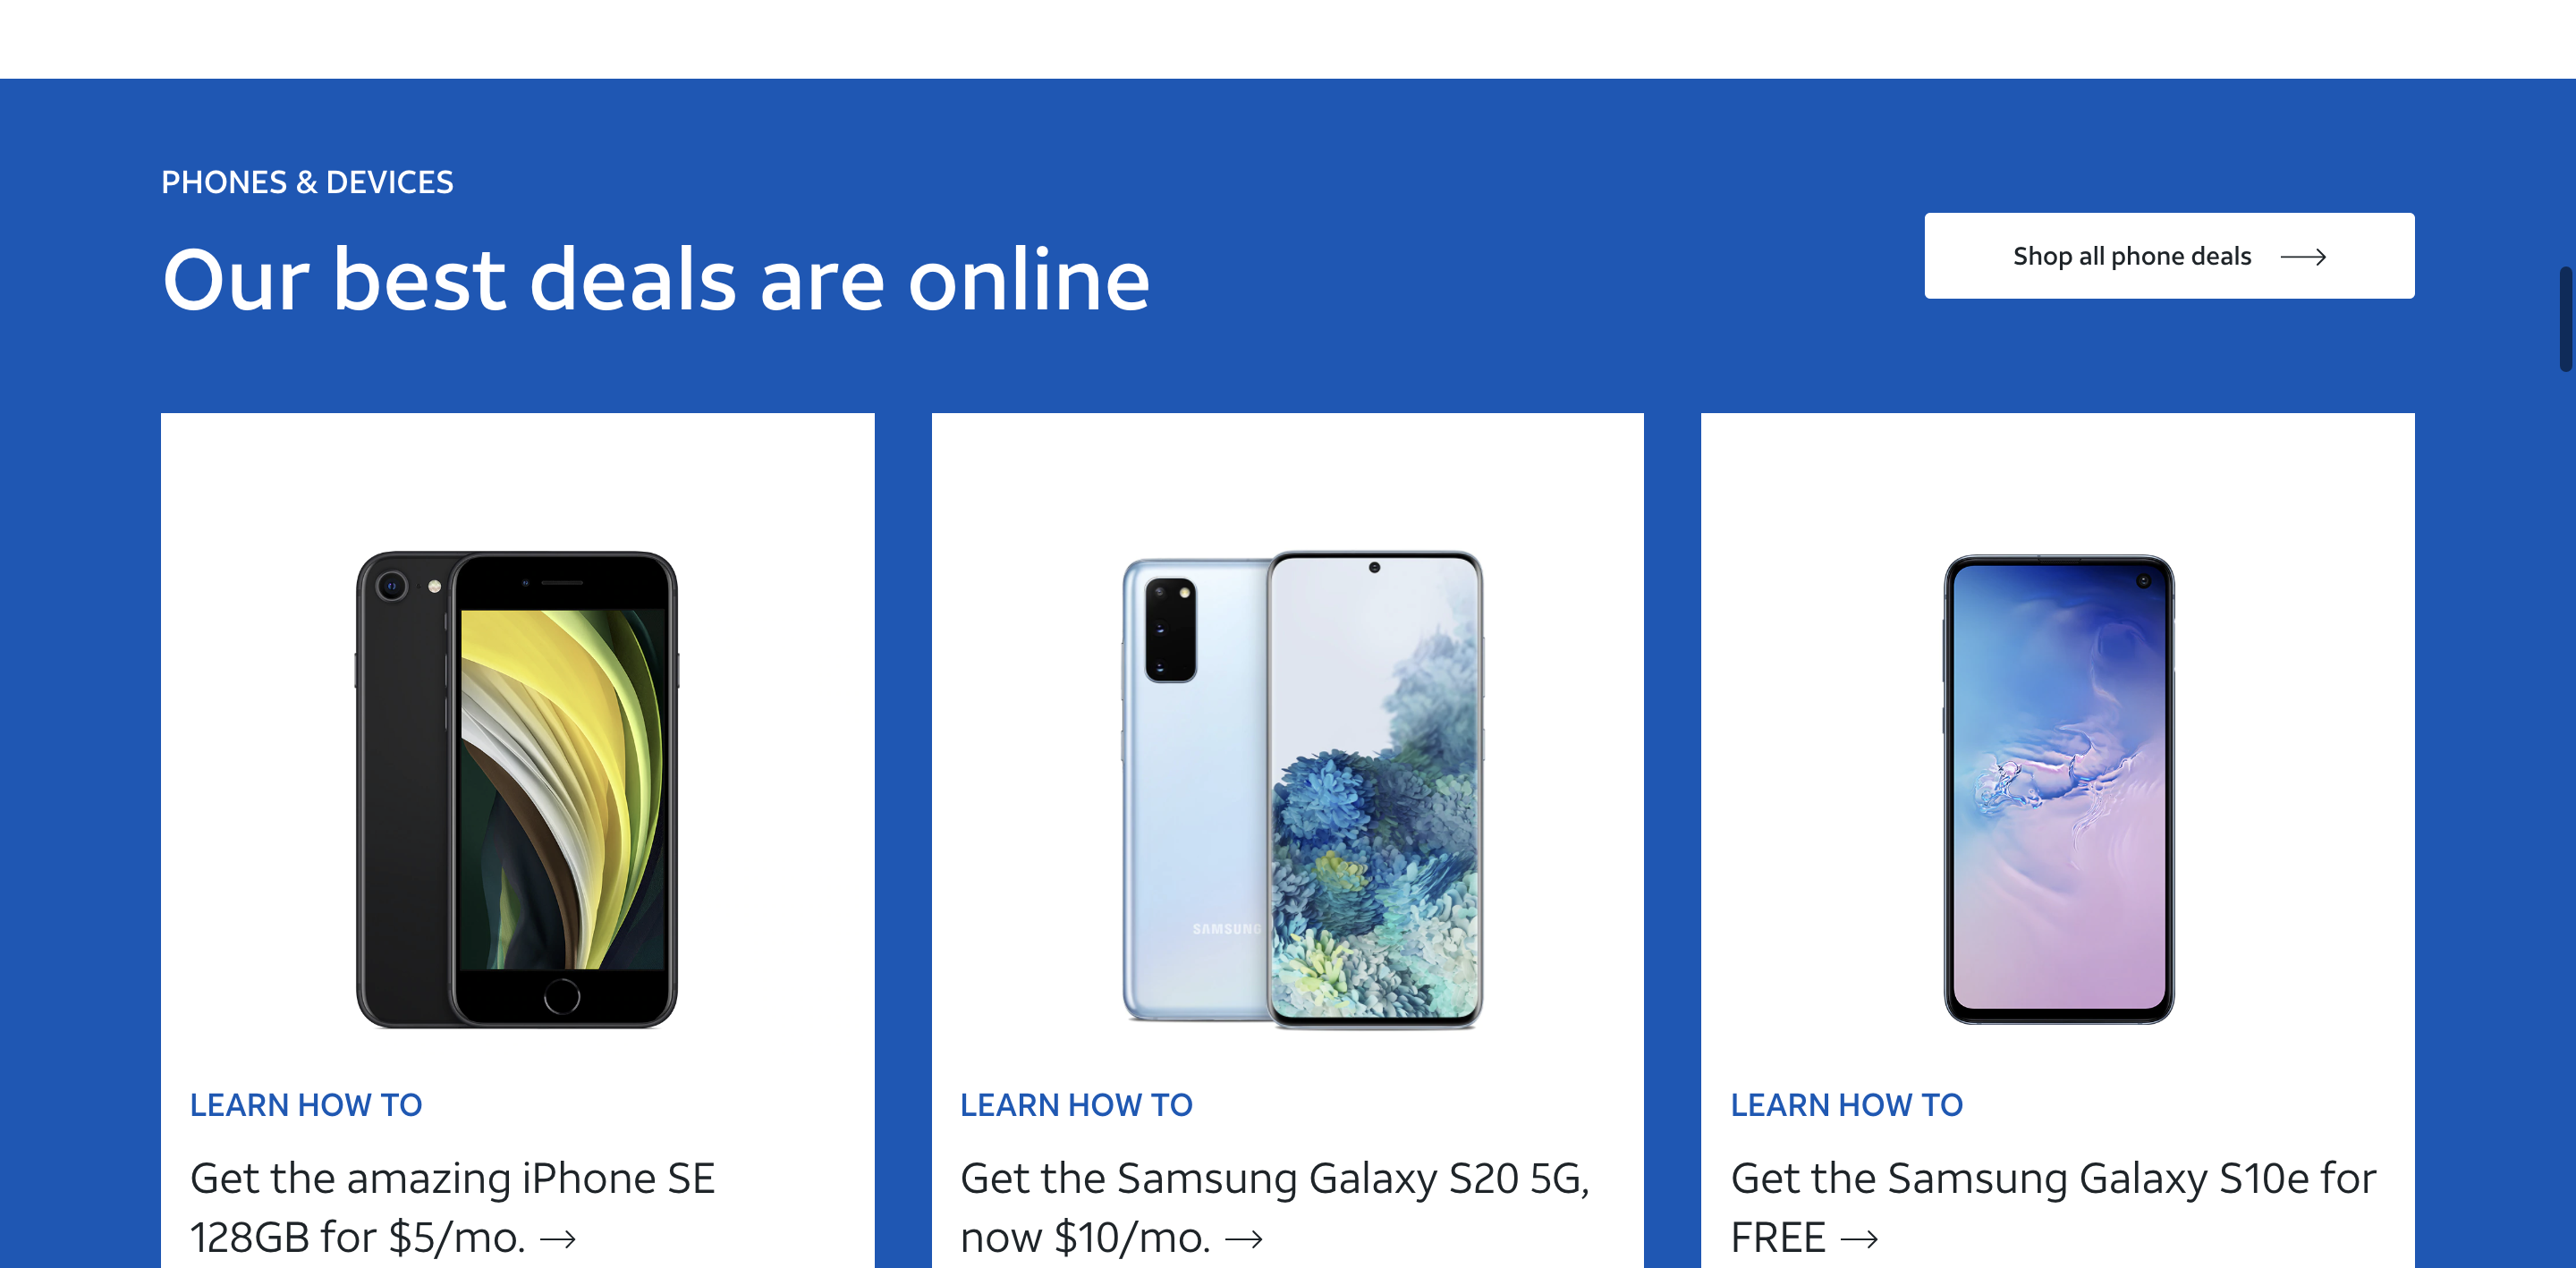 PHONES & DEVICES
Our best deals are online
Shop all phone deals
SAMSUNG
LEARN HOW TO
Get the amazing iPhone SE
128GB for $5/mo.
LEARN HOW TO
Get the Samsung Galaxy S20 5G,
now $10/mo.
LEARN HOW TO
Get the Samsung Galaxy S10e for
FREE